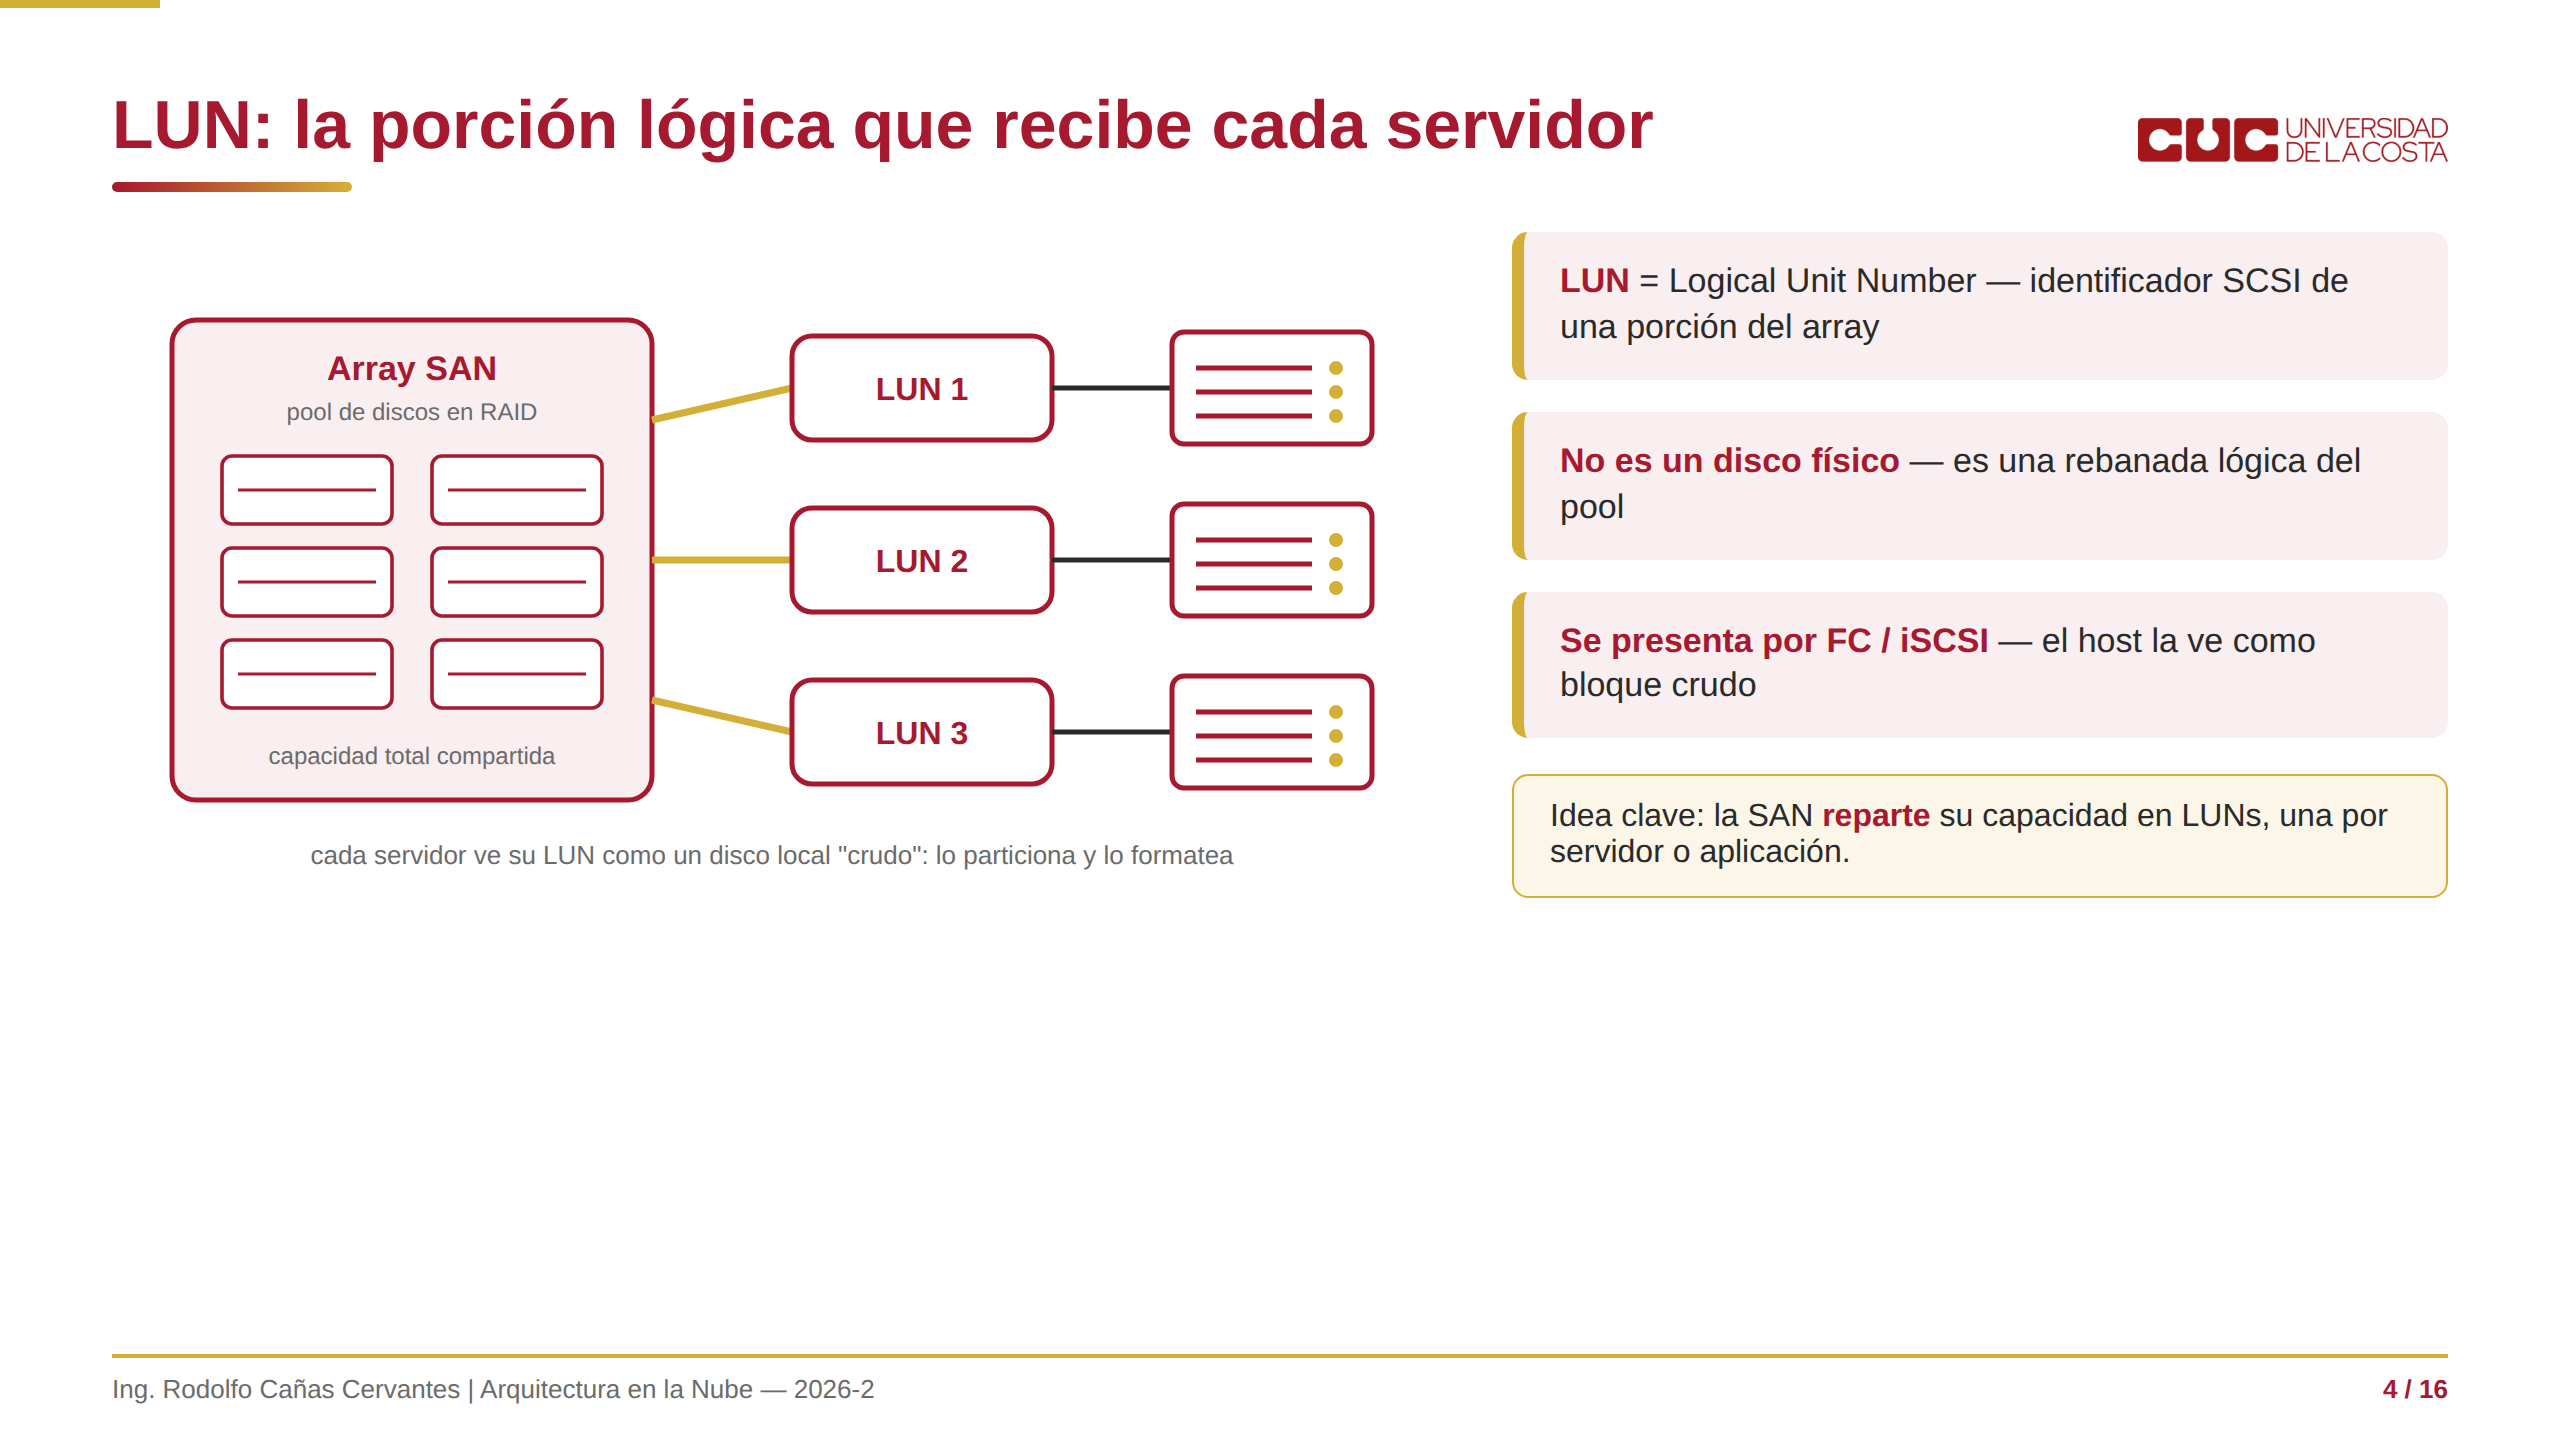 LUN: la porción lógica que recibe cada servidor
CUC UNIVERSIDAD
DE LA COSTA
Array SAN
pool de discos en RAID
capacidad total compartida
LUN 1
LUN 2
LUN 3
cada servidor ve su LUN como un disco local "crudo": lo particiona y lo formatea
LUN = Logical Unit Number — identificador SCSI de
una porción del array
No es un disco físico — es una rebanada lógica del
pool
Se presenta por FC / iSCSI — el host la ve como
bloque crudo
Idea clave: la SAN reparte su capacidad en LUNs, una por
servidor o aplicación.
Ing. Rodolfo Cañas Cervantes | Arquitectura en la Nube — 2026-2
4 / 16